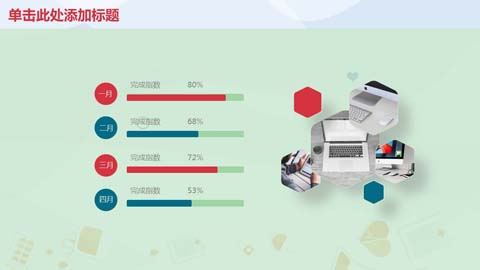 单击此处添加标题
一月
完成指数 80%
二月
完成指数 68%
三月
完成指数 72%
四月
完成指数 53%